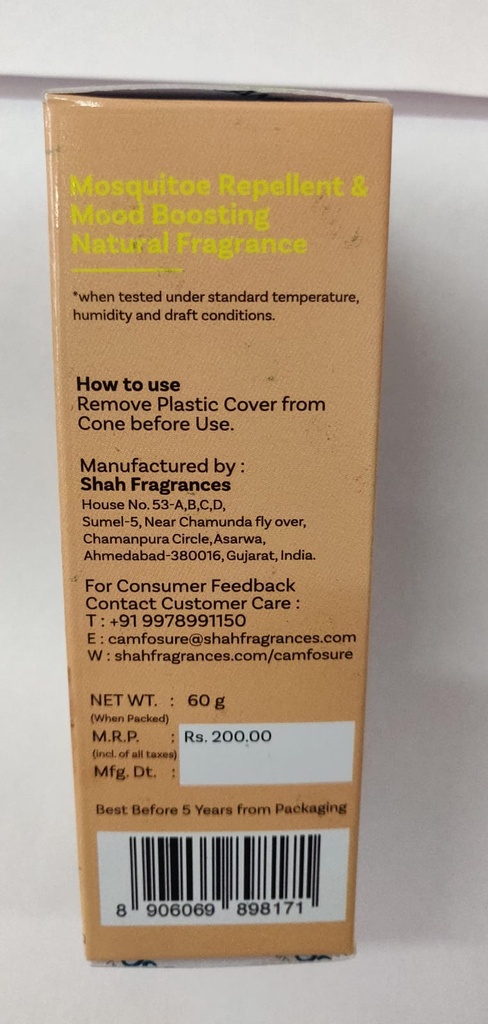 Mosquitoe Repellent &
Mood Boosting
Natural Fragrance
*when tested under standard temperature,
humidity and draft conditions.
How to use
Remove Plastic Cover from
Cone before Use.
Manufactured by :
Shah Fragrances
House No. 53-A,B,C,D,
Sumel-5, Near Chamunda fly over,
Chamanpura Circle, Asarwa,
Ahmedabad-380016, Gujarat, India.
For Consumer Feedback
Contact Customer Care :
T : +91 9978991150
E : camfosure@shahfragrances.com
W : shahfragrances.com/camfosure
NET WT. : 60 g
(When Packed)
M.R.P. : Rs. 200.00
(incl. of all taxes)
Mfg. Dt. :
Best Before 5 Years from Packaging
8 906069 898171